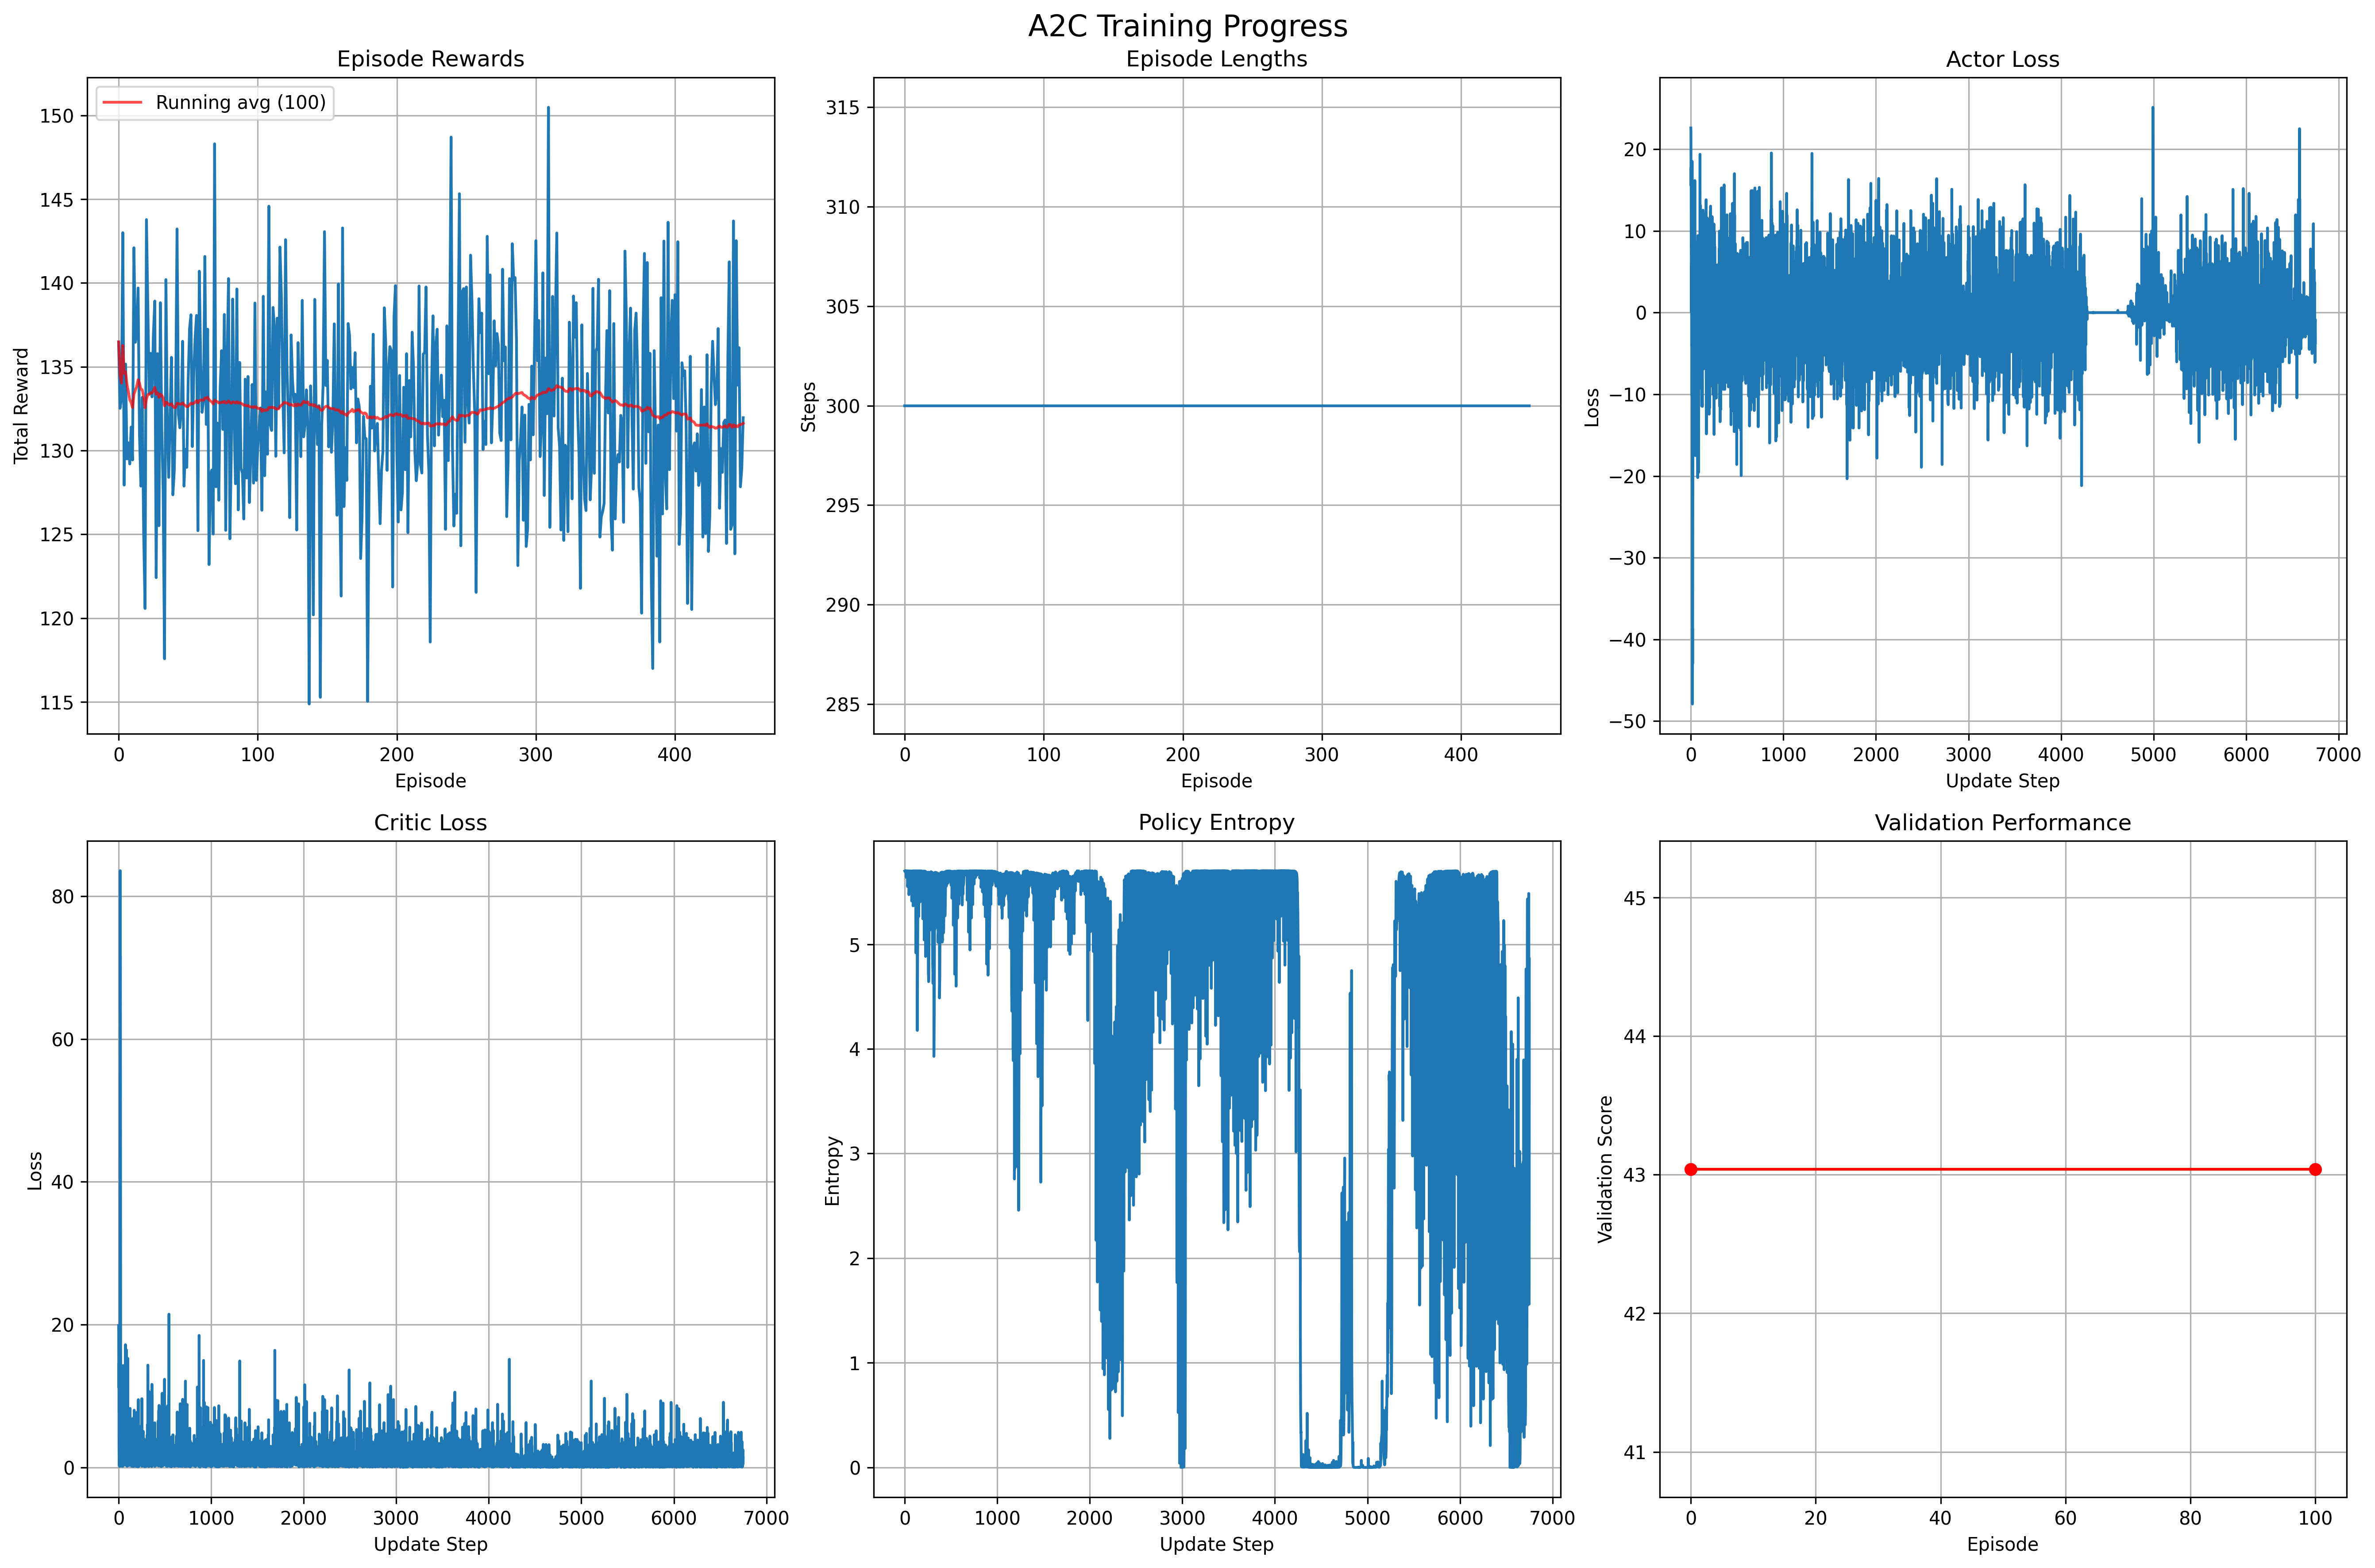 A2C Training Progress
Episode Rewards
Running avg (100)
150
145
140
135
130
125
120
115
Total Reward
0 100 200 300 400
Episode
Episode Lengths
315
310
305
300
295
290
285
Steps
0 100 200 300 400
Episode
Actor Loss
20
10
0
−10
−20
−30
−40
−50
Loss
0 1000 2000 3000 4000 5000 6000 7000
Update Step
Critic Loss
80
60
40
20
0
Loss
0 1000 2000 3000 4000 5000 6000 7000
Update Step
Policy Entropy
5
4
3
2
1
0
Entropy
0 1000 2000 3000 4000 5000 6000 7000
Update Step
Validation Performance
45
44
43
42
41
Validation Score
0 20 40 60 80 100
Episode